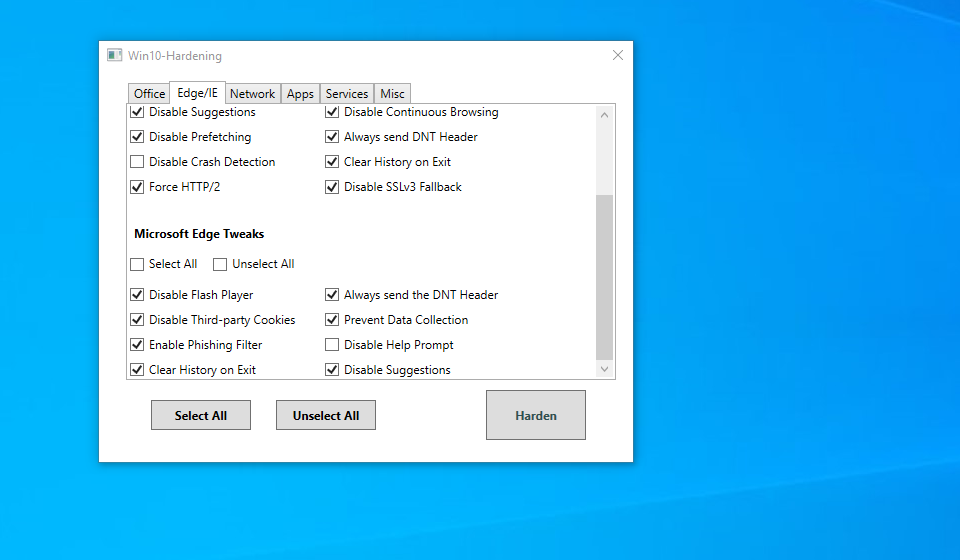 Win10-Hardening
Office Edge/IE Network Apps Services Misc
Disable Suggestions Disable Continuous Browsing
Disable Prefetching Always send DNT Header
Disable Crash Detection Clear History on Exit
Force HTTP/2 Disable SSLv3 Fallback
Microsoft Edge Tweaks
Select All Unselect All
Disable Flash Player Always send the DNT Header
Disable Third-party Cookies Prevent Data Collection
Enable Phishing Filter Disable Help Prompt
Clear History on Exit Disable Suggestions
Select All Unselect All Harden